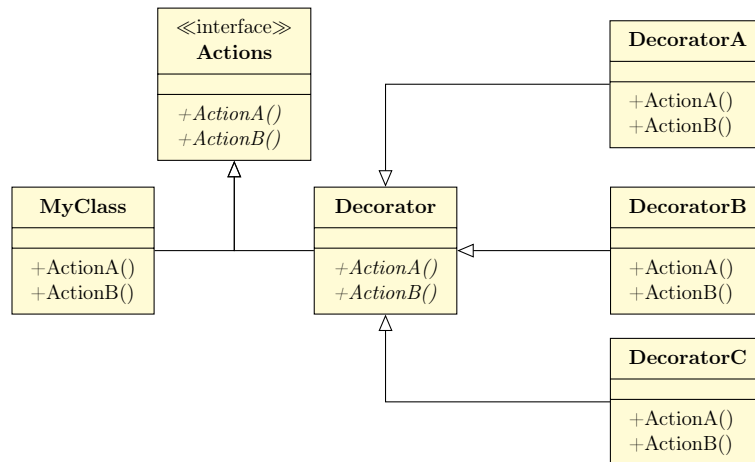 ≪interface≫
Actions
+ActionA()
+ActionB()
MyClass
+ActionA()
+ActionB()
Decorator
+ActionA()
+ActionB()
DecoratorA
+ActionA()
+ActionB()
DecoratorB
+ActionA()
+ActionB()
DecoratorC
+ActionA()
+ActionB()